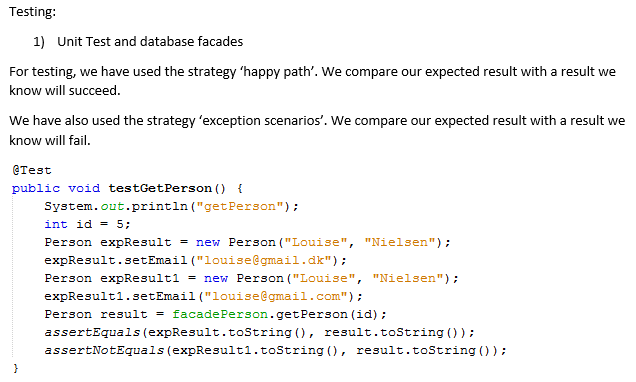 Testing:
1) Unit Test and database facades
For testing, we have used the strategy ‘happy path’. We compare our expected result with a result we
know will succeed.
We have also used the strategy ‘exception scenarios’. We compare our expected result with a result we
know will fail.
@Test
public void testGetPerson() {
    System.out.println("getPerson");
    int id = 5;
    Person expResult = new Person("Louise", "Nielsen");
    expResult.setEmail("louise@gmail.dk");
    Person expResult1 = new Person("Louise", "Nielsen");
    expResult1.setEmail("louise@gmail.com");
    Person result = facadePerson.getPerson(id);
    assertEquals(expResult.toString(), result.toString());
    assertNotEquals(expResult1.toString(), result.toString());
}